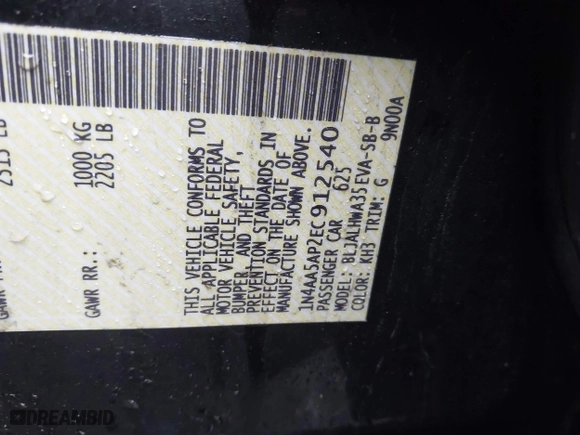 2515 LB
GAWR RR.:
1000 KG
2205 LB
THIS VEHICLE CONFORMS TO
ALL APPLICABLE FEDERAL
MOTOR VEHICLE SAFETY,
BUMPER, AND THEFT
PREVENTION STANDARDS IN
EFFECT ON THE DATE OF
MANUFACTURE SHOWN ABOVE.
1N4AA5AP2EC912540
PASSENGER CAR 625
MODEL: BLJALHWA35EVA-SB-B
COLOR: KH3 TRIM: G 9N00A
DREAMBID